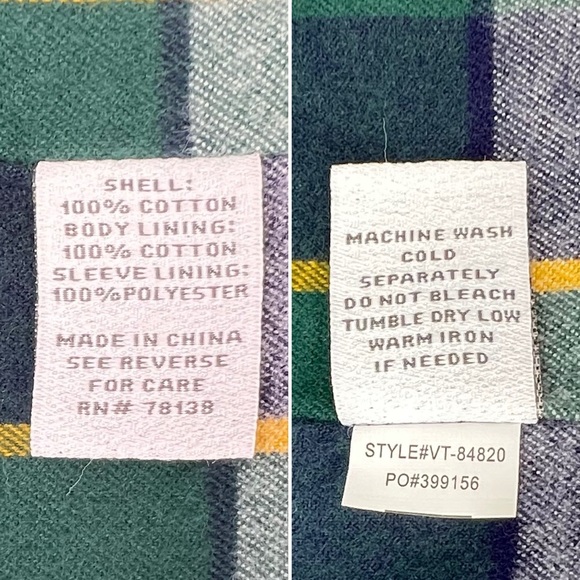 SHELL:
100% COTTON
BODY LINING:
100% COTTON
SLEEVE LINING:
100%POLYESTER
MADE IN CHINA
SEE REVERSE
FOR CARE
RN# 78138
MACHINE WASH
COLD
SEPARATELY
DO NOT BLEACH
TUMBLE DRY LOW
WARM IRON
IF NEEDED
STYLE#VT-84820
PO#399156